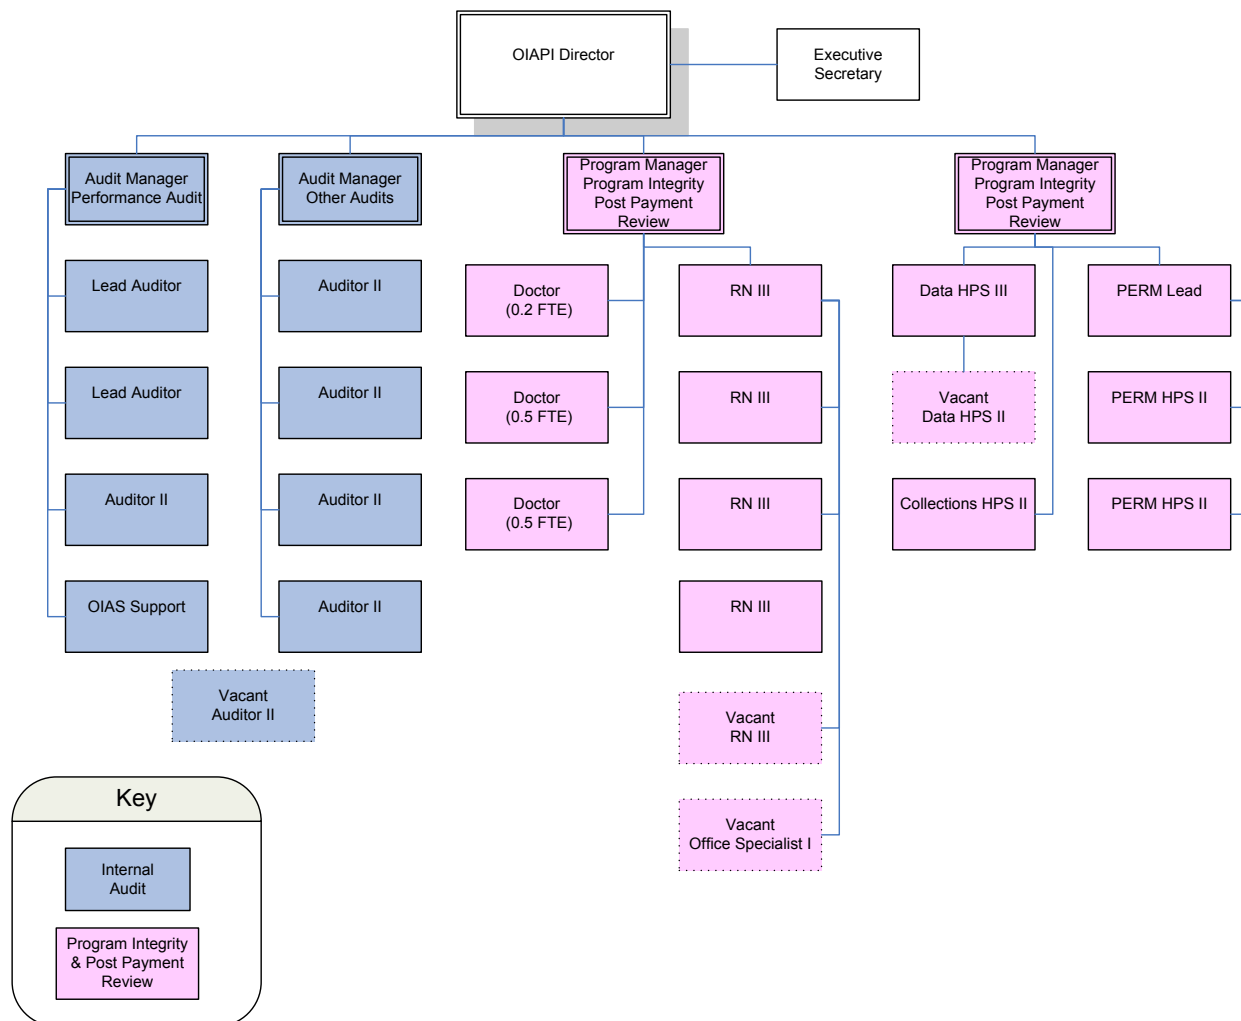 OIAPI Director
Executive
Secretary
Audit Manager
Performance Audit
Audit Manager
Other Audits
Program Manager
Program Integrity
Post Payment
Review
Program Manager
Program Integrity
Post Payment
Review
Lead Auditor
Auditor II
Doctor
(0.2 FTE)
RN III
Data HPS III
PERM Lead
Lead Auditor
Auditor II
Doctor
(0.5 FTE)
RN III
Vacant
Data HPS II
PERM HPS II
Auditor II
Auditor II
Doctor
(0.5 FTE)
RN III
Collections HPS II
PERM HPS II
OIAS Support
Auditor II
RN III
Vacant
Auditor II
Vacant
RN III
Vacant
Office Specialist I
Key
Internal
Audit
Program Integrity
& Post Payment
Review